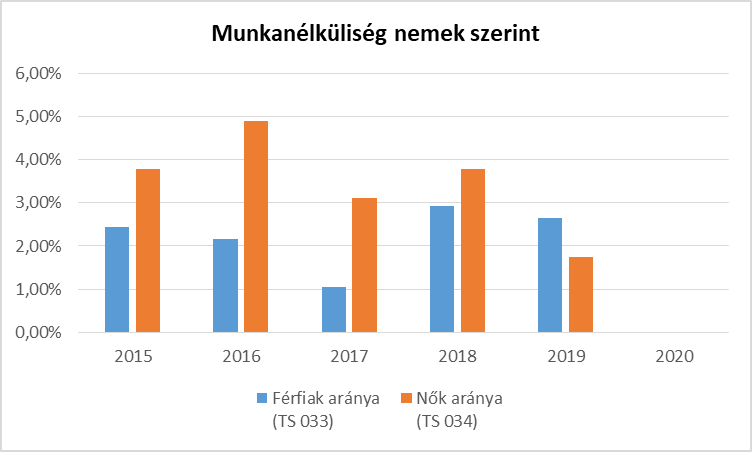 Munkanélküliség nemek szerint
6,00%
5,00%
4,00%
3,00%
2,00%
1,00%
0,00%
2015 2016 2017 2018 2019 2020
Férfiak aránya
(TS 033)
Nők aránya
(TS 034)